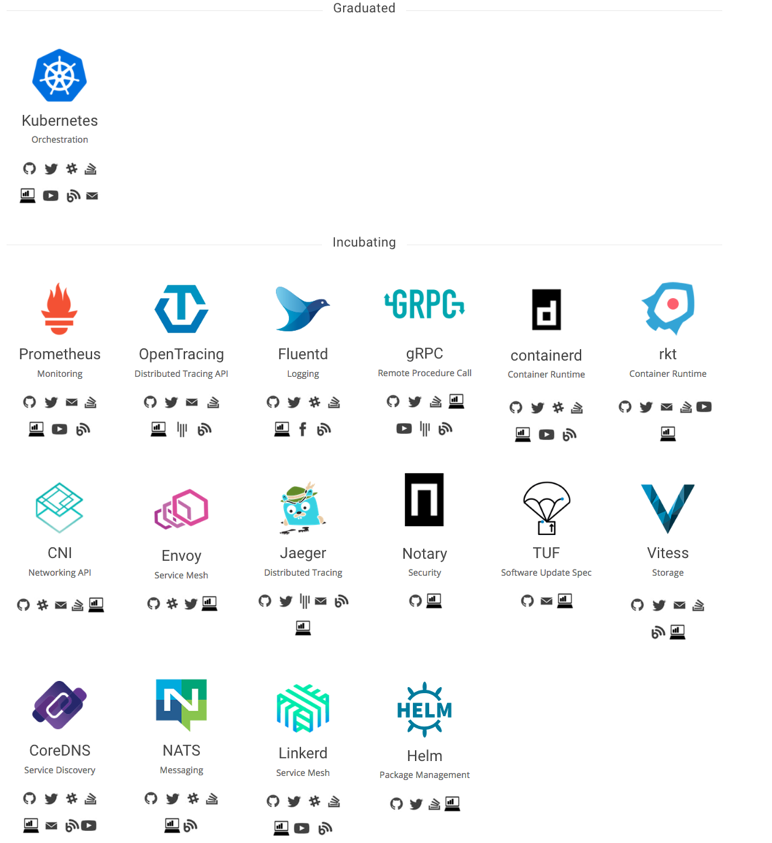 Graduated
Kubernetes
Orchestration
Incubating
Prometheus
Monitoring
OpenTracing
Distributed Tracing API
Fluentd
Logging
GRPC
gRPC
Remote Procedure Call
d
containerd
Container Runtime
rkt
Container Runtime
CNI
Networking API
Envoy
Service Mesh
Jaeger
Distributed Tracing
n
Notary
Security
TUF
Software Update Spec
Vitess
Storage
CoreDNS
Service Discovery
N
NATS
Messaging
Linkerd
Service Mesh
HELM
Helm
Package Management